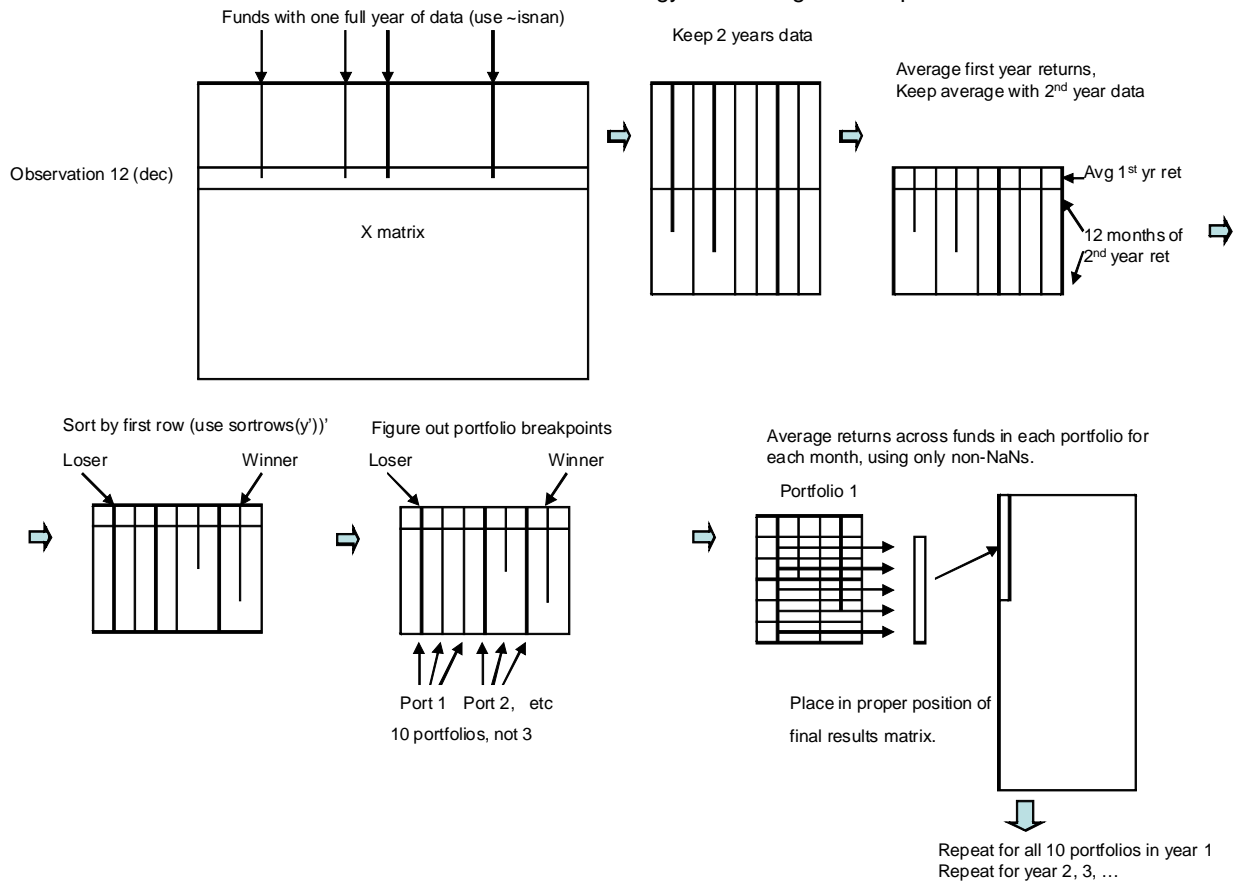 Funds with one full year of data (use ~isnan)
Keep 2 years data
Average first year returns,
Keep average with 2nd year data
Observation 12 (dec)
X matrix
Avg 1st yr ret
12 months of
2nd year ret
Sort by first row (use sortrows(y'))'
Loser Winner
Figure out portfolio breakpoints
Loser Winner
Port 1 Port 2, etc
10 portfolios, not 3
Average returns across funds in each portfolio for
each month, using only non-NaNs.
Portfolio 1
Place in proper position of
final results matrix.
Repeat for all 10 portfolios in year 1
Repeat for year 2, 3, …